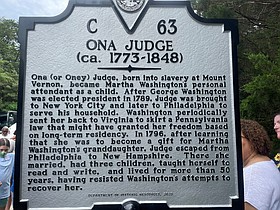 C 63
ONA JUDGE
(ca. 1773-1848)
Ona (or Oney) Judge, born into slavery at Mount
Vernon, became Martha Washington's personal
attendant as a child. After George Washington
was elected president in 1789, Judge was brought
to New York City and later to Philadelphia to
serve his household. Washington periodically
sent her back to Virginia to skirt a Pennsylvania
law that might have granted her freedom based
on long-term residency. In 1796, after learning
that she was to become a gift for Martha
Washington's granddaughter, Judge escaped from
Philadelphia to New Hampshire. There she
married, had three children, taught herself to
read and write, and lived for more than 50
years, having resisted Washington's attempts to
recover her.
DEPARTMENT OF HISTORIC RESOURCES,